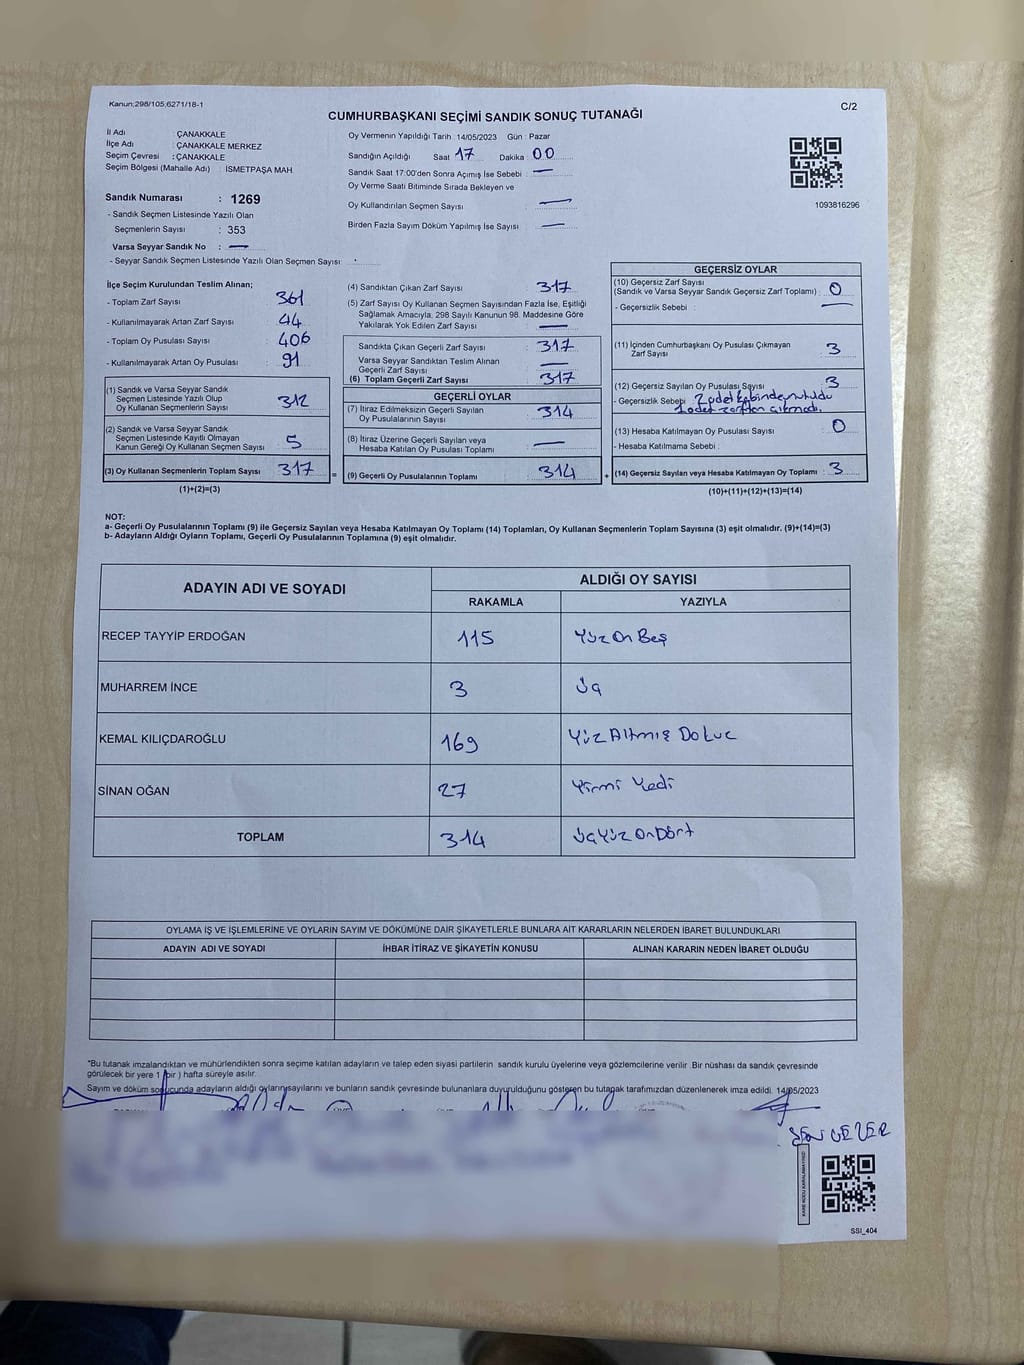 Kanun;298/105,6271/18-1
C/2
CUMHURBAŞKANI SEÇİMİ SANDIK SONUÇ TUTANAĞI
İl Adı : ÇANAKKALE
İlçe Adı : ÇANAKKALE MERKEZ
Seçim Çevresi : ÇANAKKALE
Seçim Bölgesi (Mahalle Adı) : İSMETPAŞA MAH
Oy Vermenin Yapıldığı Tarih : 14/05/2023 Gün : Pazar
Sandığın Açıldığı Saat 17 Dakika : 00
Sandık Saat 17:00'den Sonra Açımış İse Sebebi : —
Oy Verme Saati Bitiminde Sırada Bekleyen ve
Oy Kullandırılan Seçmen Sayısı : —
Birden Fazla Sayım Döküm Yapılmış İse Sayısı : —
1093816296
Sandık Numarası : 1269
- Sandık Seçmen Listesinde Yazılı Olan
Seçmenlerin Sayısı : 353
Varsa Seyyar Sandık No : —
- Seyyar Sandık Seçmen Listesinde Yazılı Olan Seçmen Sayısı:
İlçe Seçim Kurulundan Teslim Alınan;
- Toplam Zarf Sayısı : 361
- Kullanılmayarak Artan Zarf Sayısı : 44
- Toplam Oy Pusulası Sayısı : 406
- Kullanılmayarak Artan Oy Pusulası : 91
(1) Sandık ve Varsa Seyyar Sandık
Seçmen Listesinde Yazılı Olup
Oy Kullanan Seçmenlerin Sayısı : 312
(2) Sandık ve Varsa Seyyar Sandık
Seçmen Listesinde Kayıtlı Olmayan
Kanun Gereği Oy Kullanan Seçmen Sayısı : 5
(3) Oy Kullanan Seçmenlerin Toplam Sayısı : 317
(1)+(2)=(3)
(4) Sandıktan Çıkan Zarf Sayısı : 317
(5) Zarf Sayısı Oy Kullanan Seçmen Sayısından Fazla İse, Eşitliği
Sağlamak Amacıyla, 298 Sayılı Kanunun 98. Maddesine Göre
Yakılarak Yok Edilen Zarf Sayısı : —
Sandıkta Çıkan Geçerli Zarf Sayısı : 317
Varsa Seyyar Sandıktan Teslim Alınan
Geçerli Zarf Sayısı : —
(6) Toplam Geçerli Zarf Sayısı : 317
GEÇERLİ OYLAR
(7) İtiraz Edilmeksizin Geçerli Sayılan
Oy Pusulalarının Sayısı : 314
(8) İtiraz Üzerine Geçerli Sayılan veya
Hesaba Katılan Oy Pusulası Toplamı : —
= (9) Geçerli Oy Pusulalarının Toplamı : 314
GEÇERSİZ OYLAR
(10) Geçersiz Zarf Sayısı
(Sandık ve Varsa Seyyar Sandık Geçersiz Zarf Toplamı) : 0
- Geçersizlik Sebebi : —
(11) İçinden Cumhurbaşkanı Oy Pusulası Çıkmayan
Zarf Sayısı : 3
(12) Geçersiz Sayılan Oy Pusulası Sayısı : 3
- Geçersizlik Sebebi 2 adet kabinde unutuldu
1 adet zarftan çıkmadı.
(13) Hesaba Katılmayan Oy Pusulası Sayısı : 0
- Hesaba Katılmama Sebebi :
+ (14) Geçersiz Sayılan veya Hesaba Katılmayan Oy Toplamı : 3
(10)+(11)+(12)+(13)=(14)
NOT:
a- Geçerli Oy Pusulalarının Toplamı (9) ile Geçersiz Sayılan veya Hesaba Katılmayan Oy Toplamı (14) Toplamları, Oy Kullanan Seçmenlerin Toplam Sayısına (3) eşit olmalıdır. (9)+(14)=(3)
b- Adayların Aldığı Oyların Toplamı, Geçerli Oy Pusulalarının Toplamına (9) eşit olmalıdır.
ADAYIN ADI VE SOYADI ALDIĞI OY SAYISI
RAKAMLA YAZIYLA
RECEP TAYYİP ERDOĞAN 115 Yüz On Beş
MUHARREM İNCE 3 Üç
KEMAL KILIÇDAROĞLU 169 Yüz Altmış Dokuz
SİNAN OĞAN 27 Yirmi Yedi
TOPLAM 314 ÜçYüz OnDört
OYLAMA İŞ VE İŞLEMLERİNE VE OYLARIN SAYIM VE DÖKÜMÜNE DAİR ŞİKAYETLERLE BUNLARA AİT KARARLARIN NELERDEN İBARET BULUNDUKLARI
ADAYIN ADI VE SOYADI İHBAR İTİRAZ VE ŞİKAYETİN KONUSU ALINAN KARARIN NEDEN İBARET OLDUĞU
*Bu tutanak imzalandıktan ve mühürlendikten sonra seçime katılan adayların ve talep eden siyasi partilerin sandık kurulu üyelerine veya gözlemcilerine verilir .Bir nüshası da sandık çevresinde
görülecek bir yere 1 ( bir ) hafta süreyle asılır.
Sayım ve döküm sonucunda adayların aldığı oyların sayılarını ve bunların sandık çevresinde bulunanlara duyurulduğunu gösteren bu tutanak tarafımızdan düzenlenerek imza edildi. 14/05/2023
KARE KODU KARALAMAYINIZ!
SSI_404